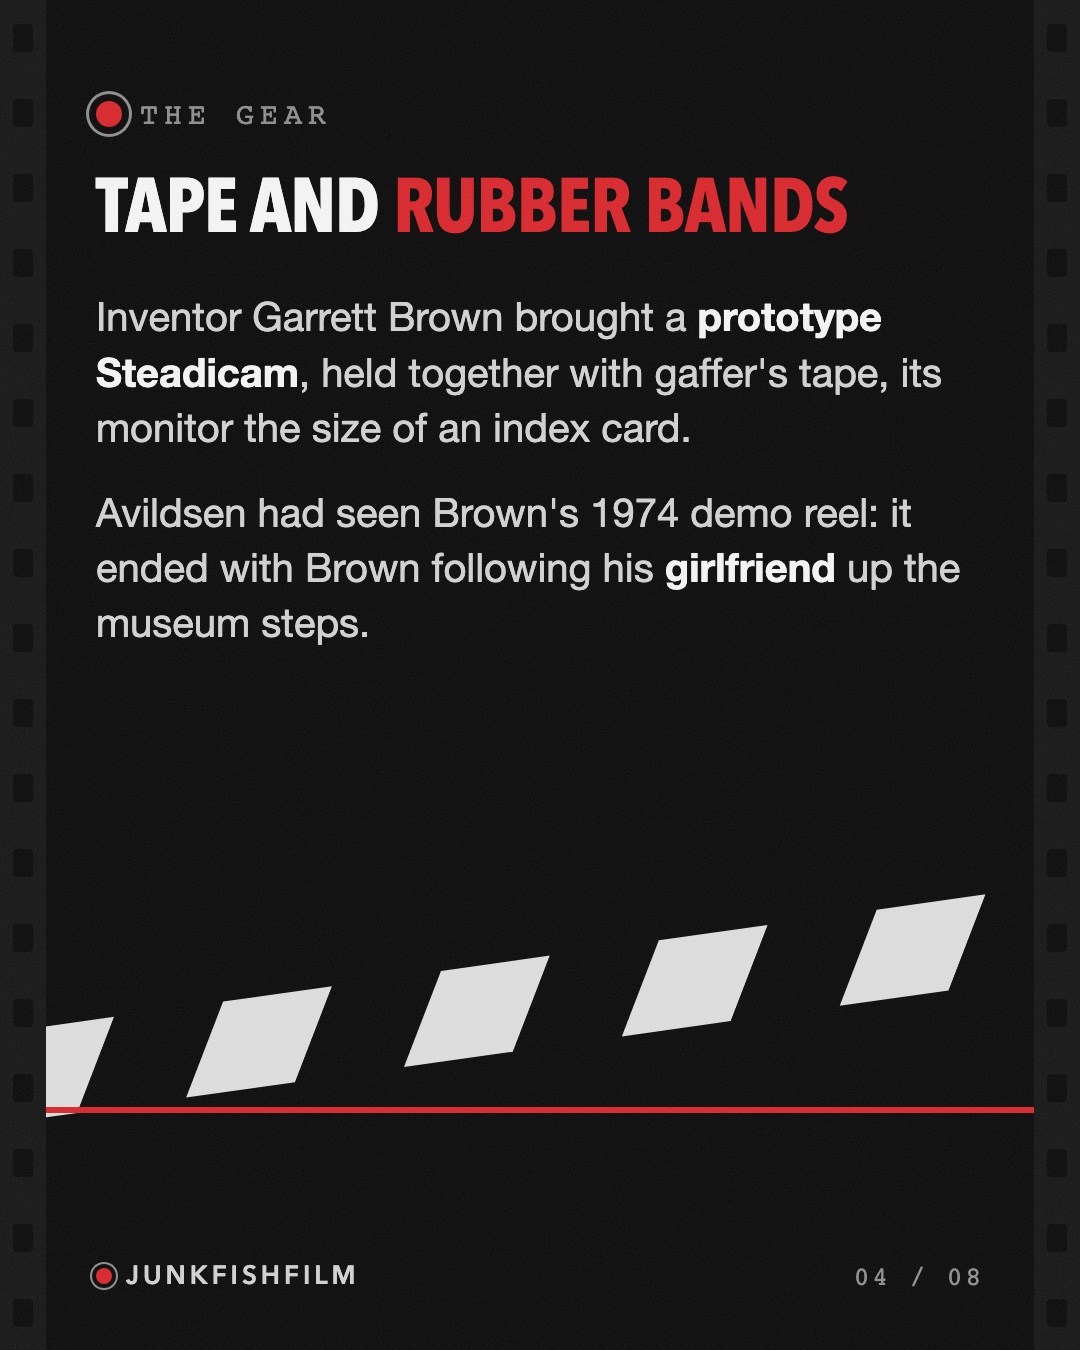 THE GEAR
TAPE AND RUBBER BANDS
Inventor Garrett Brown brought a prototype
Steadicam, held together with gaffer's tape, its
monitor the size of an index card.
Avildsen had seen Brown's 1974 demo reel: it
ended with Brown following his girlfriend up the
museum steps.
JUNKFISHFILM
04 / 08